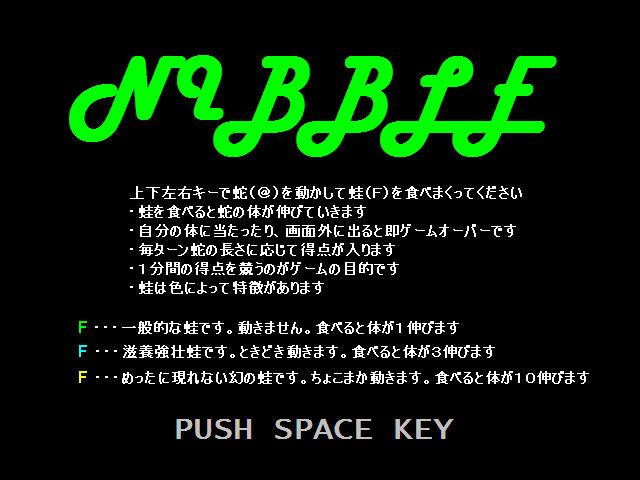 NIBBLE
上下左右キーで蛇(@)を動かして蛙(F)を食べまくってください
・蛙を食べると蛇の体が伸びていきます
・自分の体に当たったり、画面外に出ると即ゲームオーバーです
・毎ターン蛇の長さに応じて得点が入ります
・1分間の得点を競うのがゲームの目的です
・蛙は色によって特徴があります
F・・・一般的な蛙です。動きません。食べると体が1伸びます
F・・・滋義強壮蛙です。ときどき動きます。食べると体が3伸びます
F・・・めったに現れない幻の蛙です。ちょこまか動きます。食べると体が10伸びます
PUSH SPACE KEY